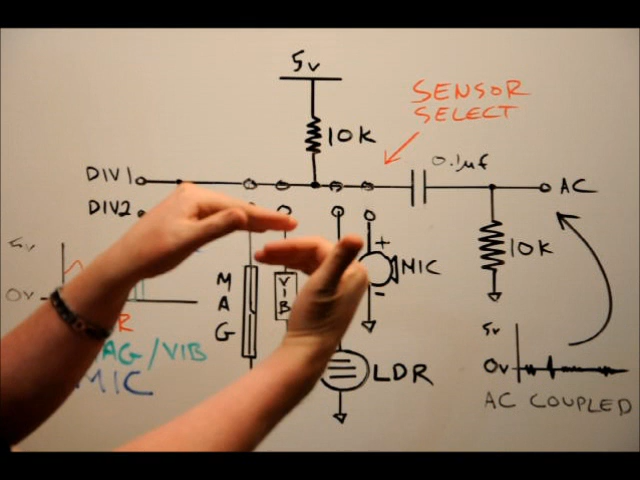 5v
SENSOR
SELECT
10K
0.1uf
DIV1
AC
DIV2
5v
+
10K
MAG
VIB
MIC
0v
-
5v
AG/VIB
LDR
0v
MIC
AC COUPLED